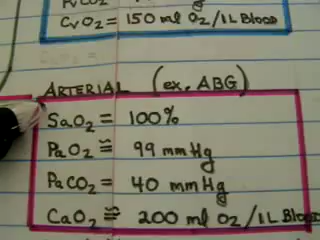 CvO2 = 150 ml O2/1L Blood
ARTERIAL (ex, ABG)
SaO2 = 100%
PaO2 ≅ 99 mmHg
PaCO2 = 40 mmHg
CaO2 ≅ 200 ml O2/1L Blood